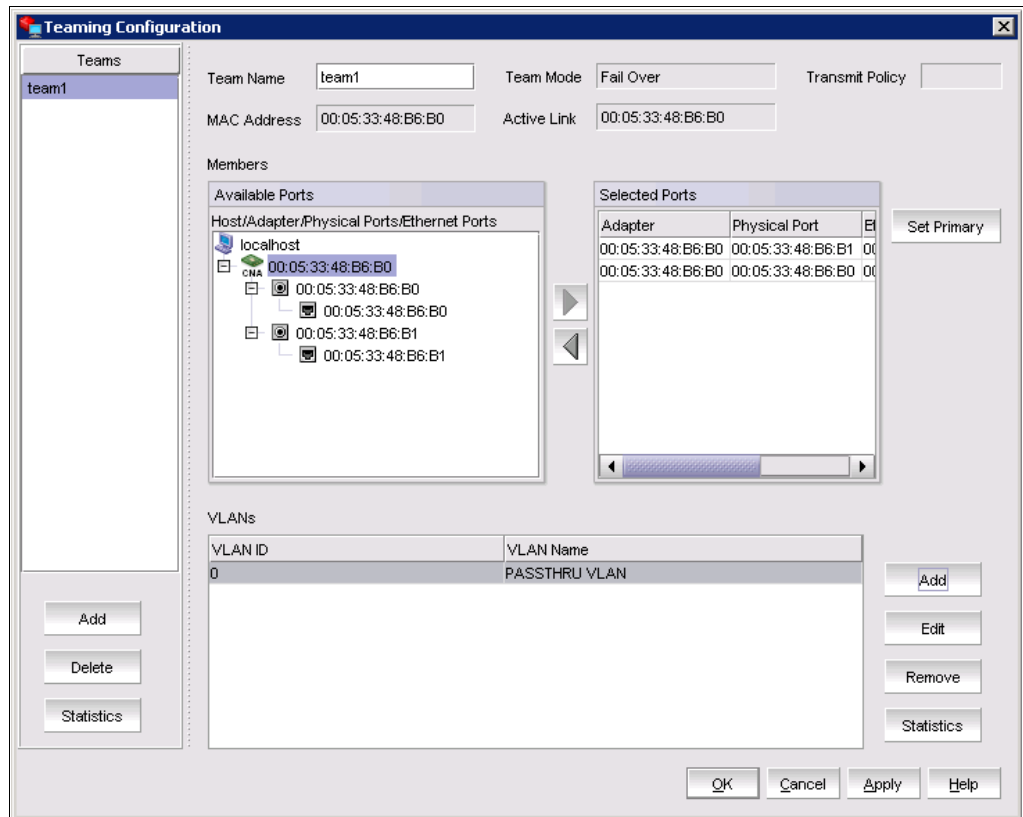 Teaming Configuration
Teams
team1
Team Name team1 Team Mode Fail Over Transmit Policy
MAC Address 00:05:33:48:B6:B0 Active Link 00:05:33:48:B6:B0
Members
Available Ports
Host/Adapter/Physical Ports/Ethernet Ports
localhost
CNA 00:05:33:48:B6:B0
00:05:33:48:B6:B0
00:05:33:48:B6:B0
00:05:33:48:B6:B1
00:05:33:48:B6:B1
Selected Ports
Adapter Physical Port
00:05:33:48:B6:B0 00:05:33:48:B6:B1 00
00:05:33:48:B6:B0 00:05:33:48:B6:B0 00
Set Primary
VLANs
VLAN ID VLAN Name
0 PASSTHRU VLAN
Add
Edit
Remove
Statistics
Add
Delete
Statistics
OK Cancel Apply Help